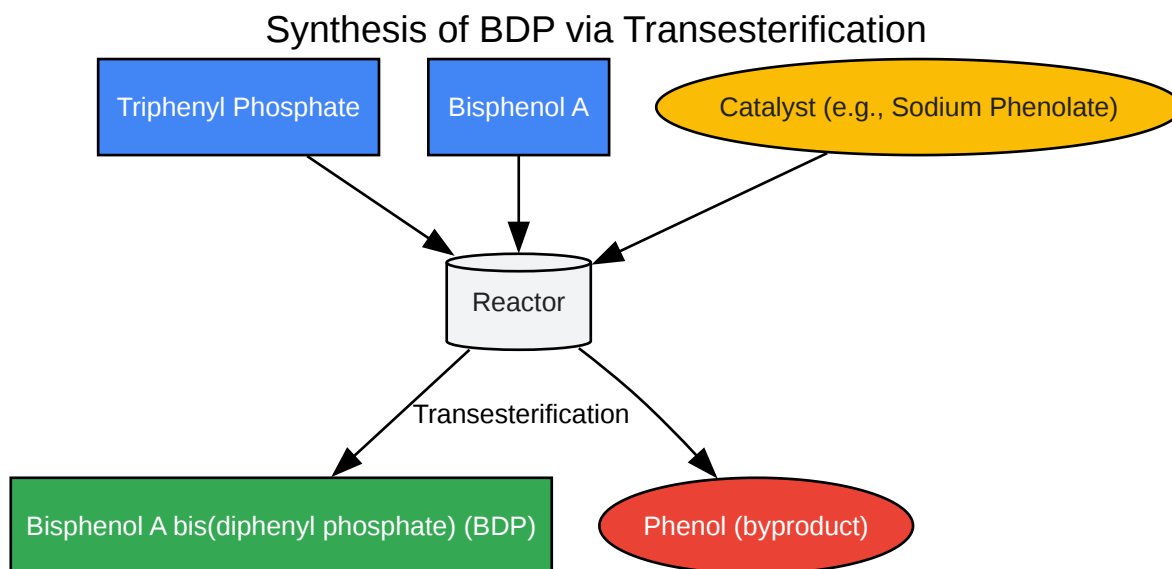 Synthesis of BDP via Transesterification
Triphenyl Phosphate
Bisphenol A
Catalyst (e.g., Sodium Phenolate)
Reactor
Transesterification
Bisphenol A bis(diphenyl phosphate) (BDP)
Phenol (byproduct)